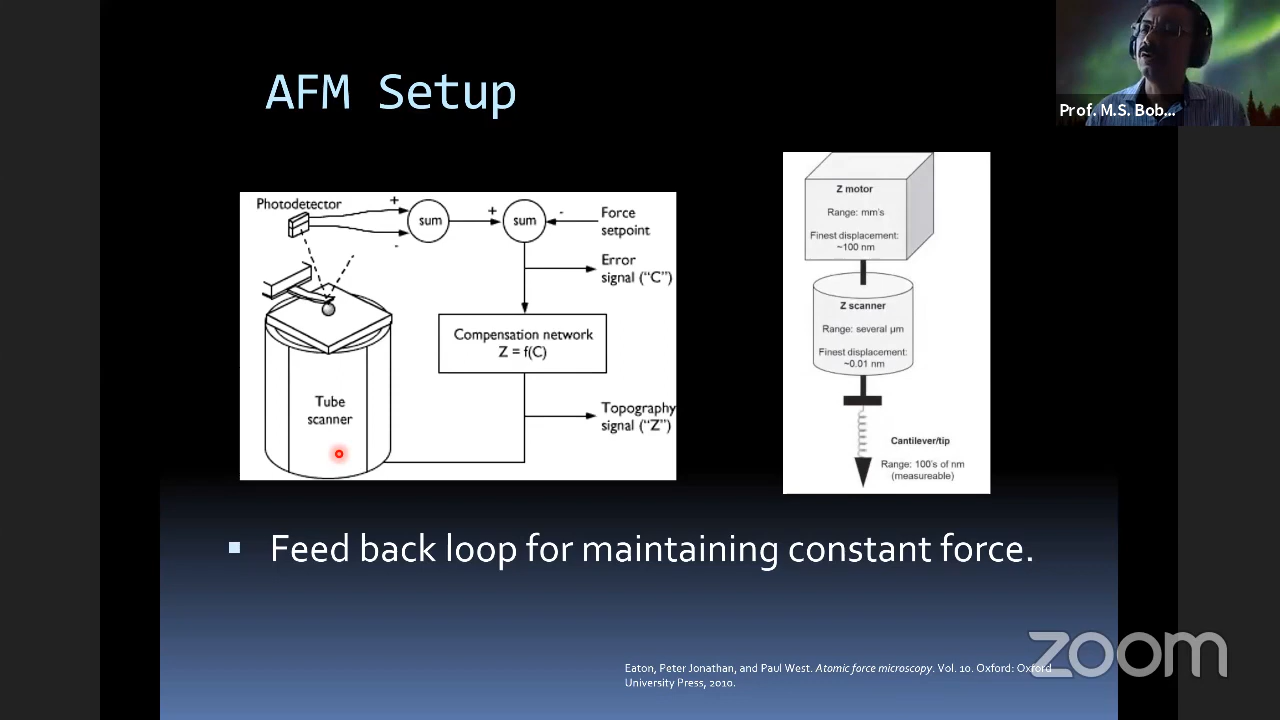 AFM Setup
Prof. M.S. Bob...
Photodetector
+
-
sum
+
sum
-
Force
setpoint
Error
signal ("C")
Compensation network
Z = f(C)
Tube
scanner
Topography
signal ("Z")
Z motor
Range: mm's
Finest displacement:
~100 nm
Z scanner
Range: several µm
Finest displacement:
~0.01 nm
Cantilever/tip
Range: 100's of nm
(measureable)
Feed back loop for maintaining constant force.
Eaton, Peter Jonathan, and Paul West. Atomic force microscopy. Vol. 10. Oxford: Oxford
University Press, 2010.
zoom